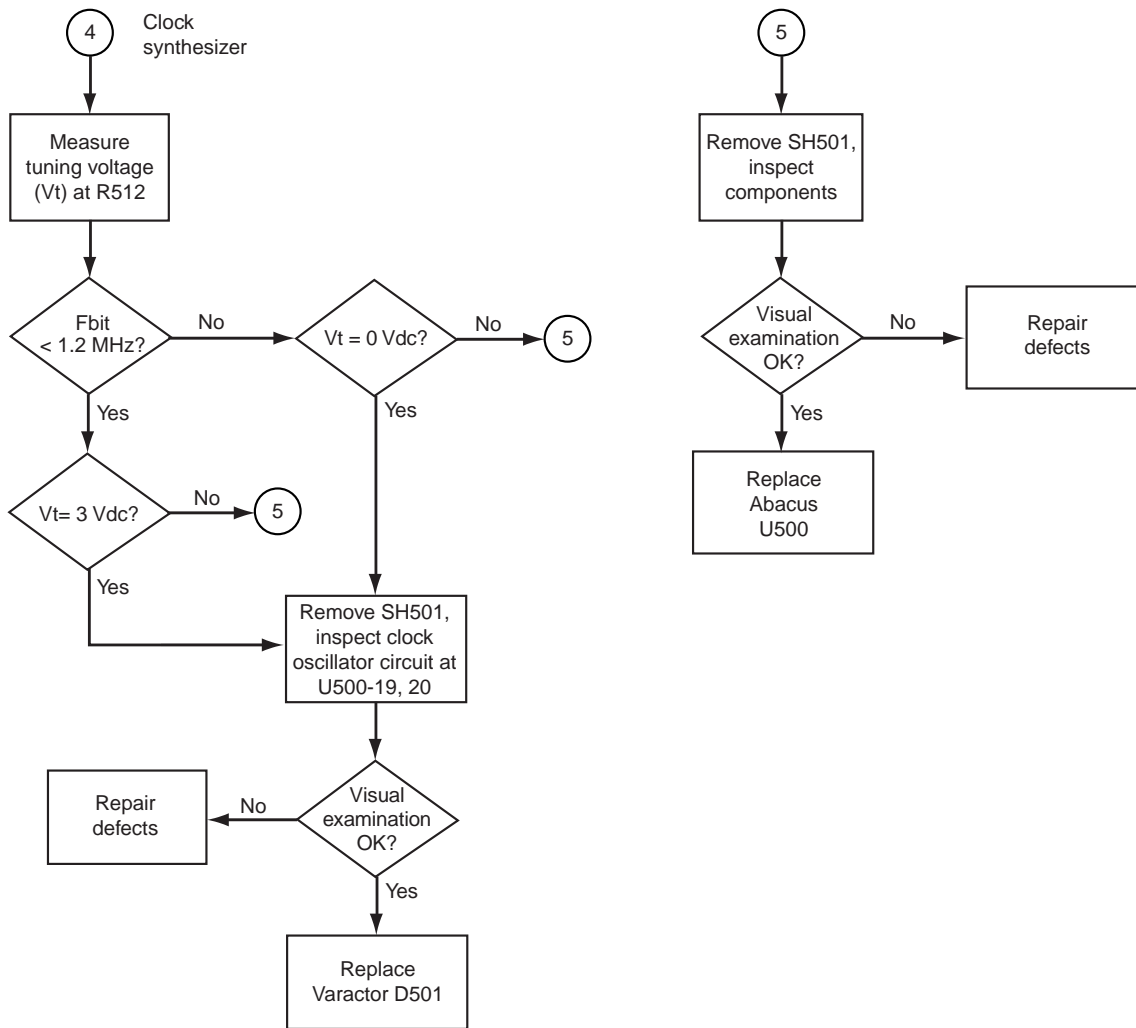 4
Clock
synthesizer
Measure
tuning voltage
(Vt) at R512
Fbit
< 1.2 MHz?
No
Vt = 0 Vdc?
No
5
Yes
Yes
Vt= 3 Vdc?
No
5
Yes
Remove SH501,
inspect clock
oscillator circuit at
U500-19, 20
Visual
examination
OK?
No
Repair
defects
Yes
Replace
Varactor D501
5
Remove SH501,
inspect
components
Visual
examination
OK?
No
Repair
defects
Yes
Replace
Abacus
U500